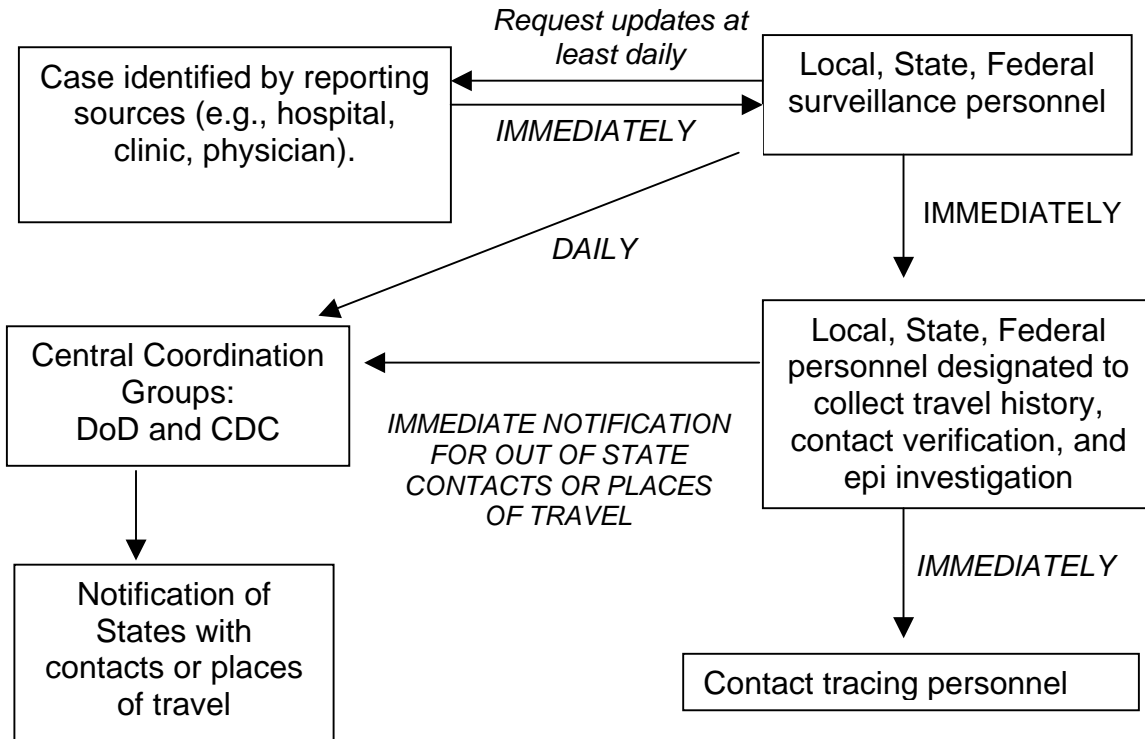 Request updates at
least daily
Case identified by reporting
sources (e.g., hospital,
clinic, physician).
Local, State, Federal
surveillance personnel
IMMEDIATELY
IMMEDIATELY
DAILY
Central Coordination
Groups:
DoD and CDC
Local, State, Federal
personnel designated to
collect travel history,
contact verification, and
epi investigation
IMMEDIATE NOTIFICATION
FOR OUT OF STATE
CONTACTS OR PLACES
OF TRAVEL
IMMEDIATELY
Notification of
States with
contacts or places
of travel
Contact tracing personnel